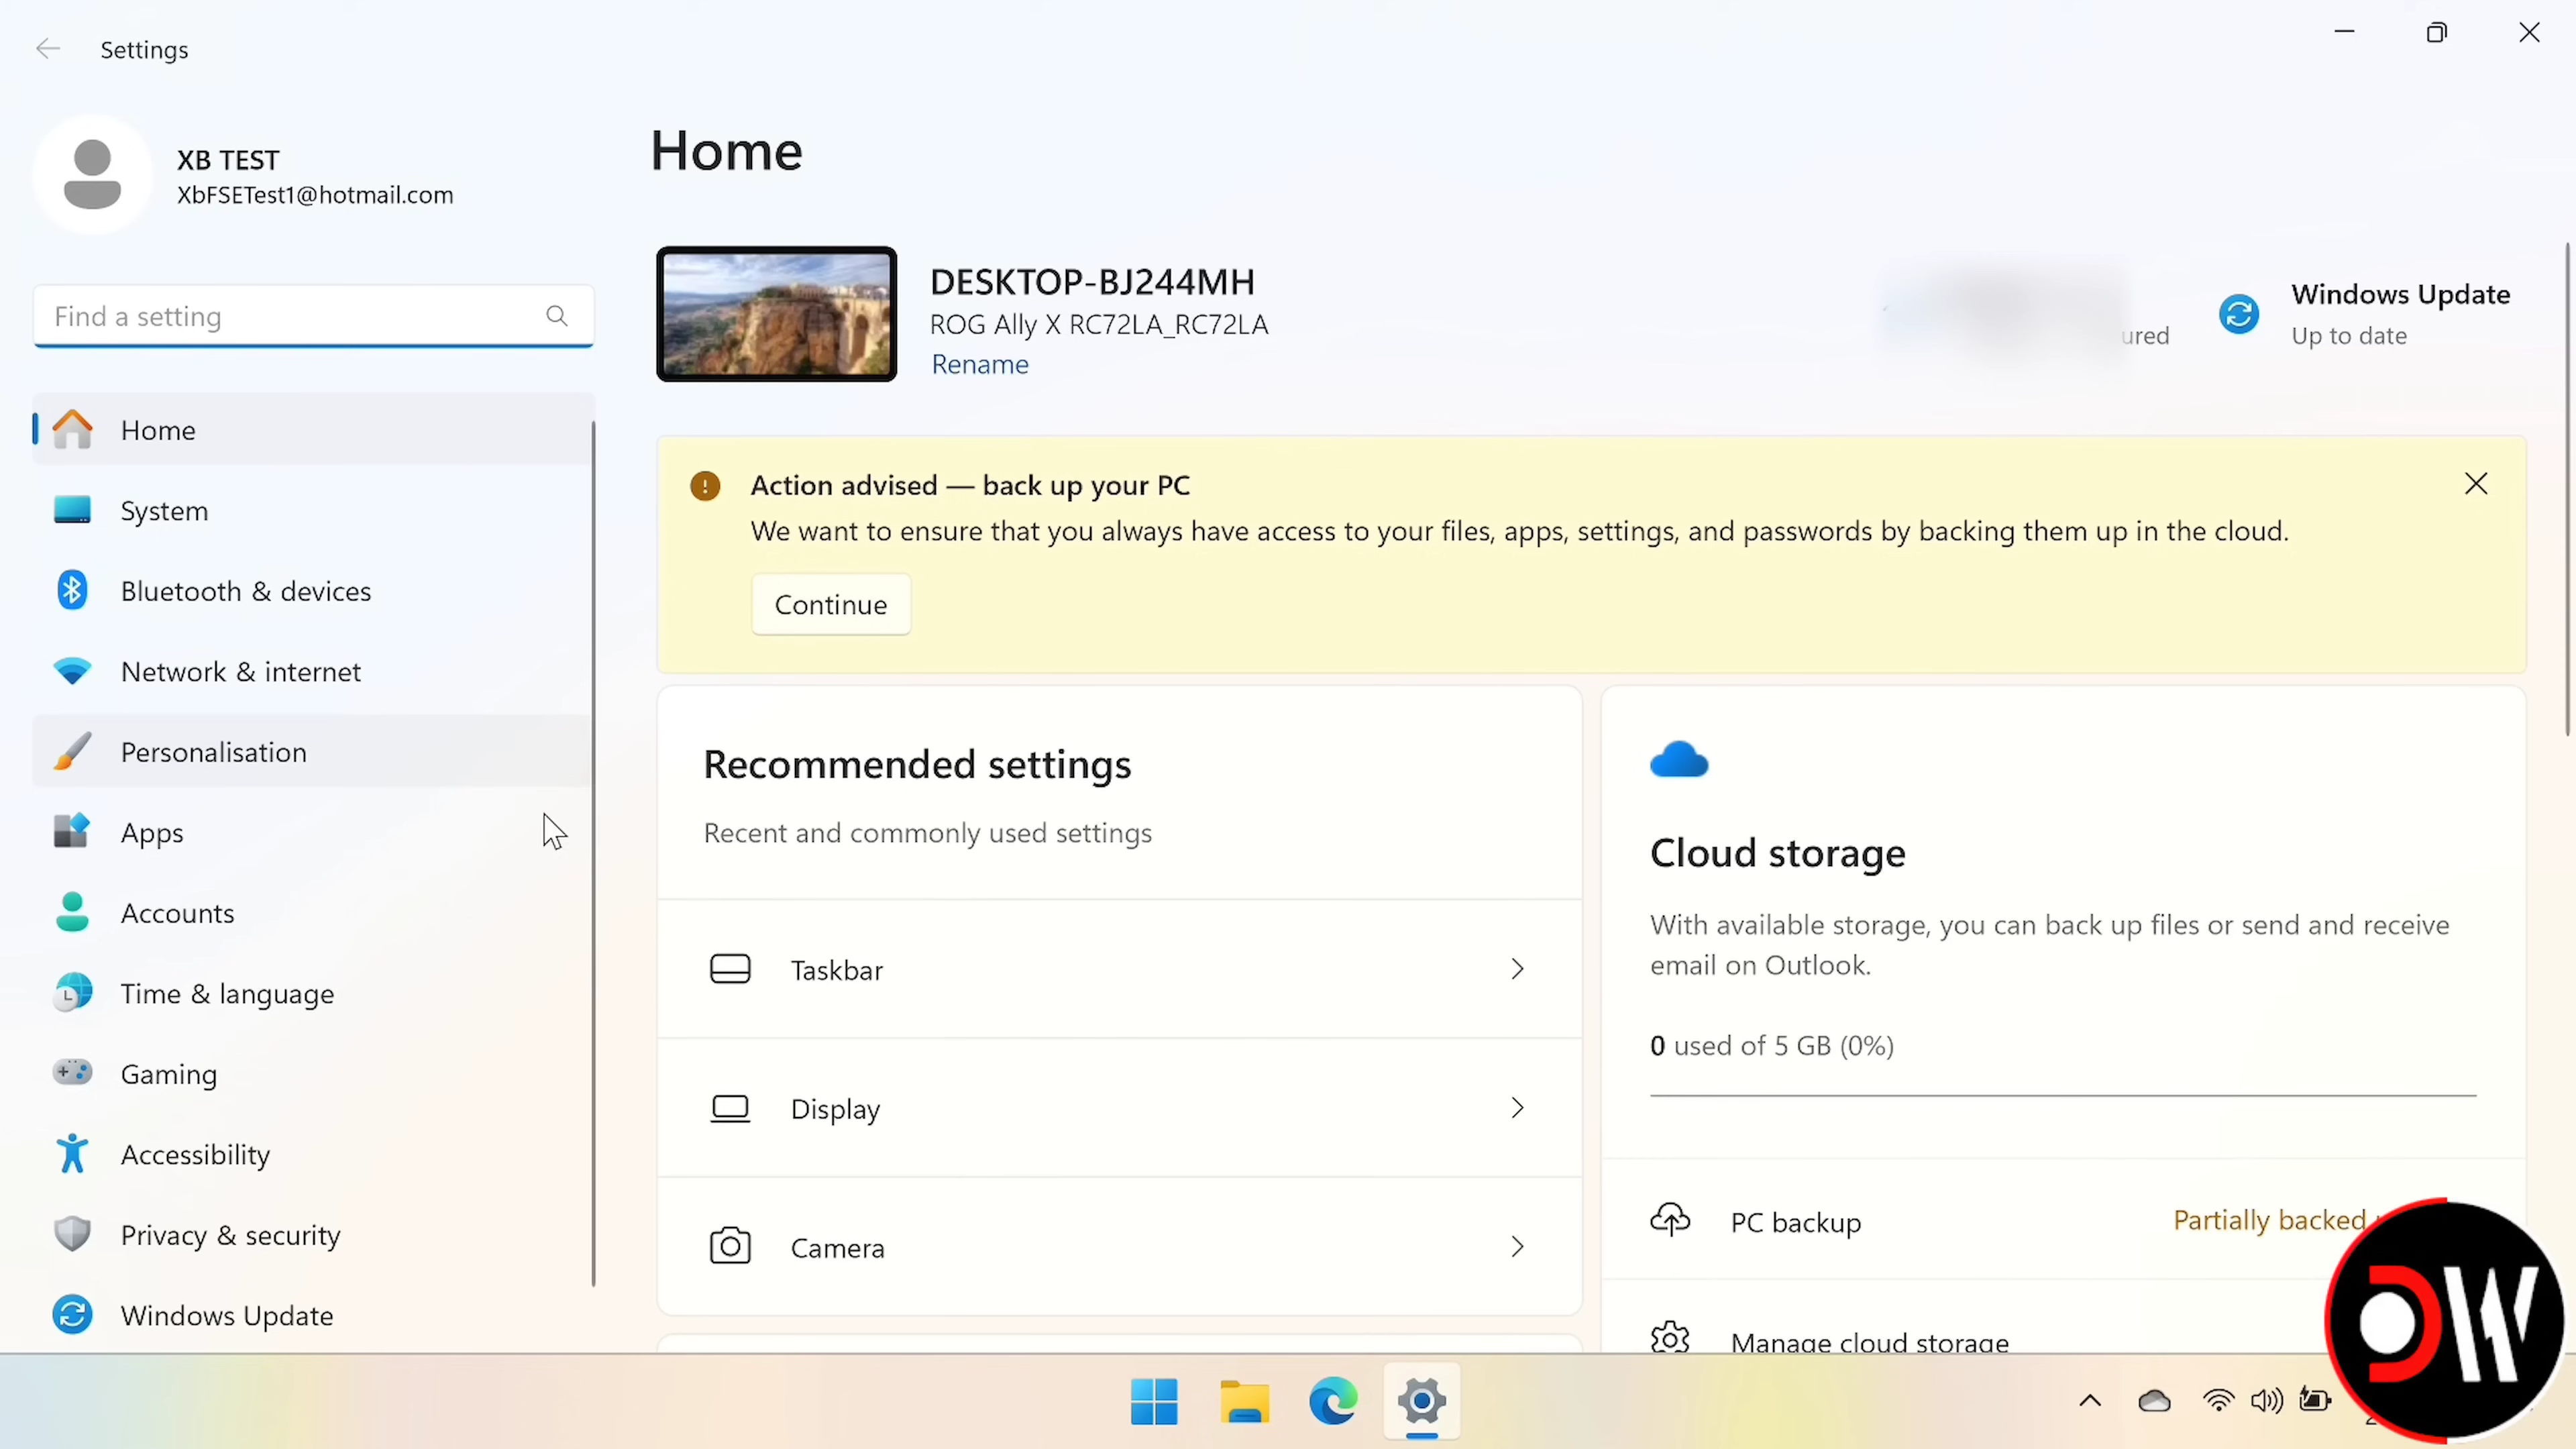 Settings
XB TEST
XbFSETest1@hotmail.com
Find a setting
Home
System
Bluetooth & devices
Network & internet
Personalisation
Apps
Accounts
Time & language
Gaming
Accessibility
Privacy & security
Windows Update
Home
DESKTOP-BJ244MH
ROG Ally X RC72LA_RC72LA
Rename
Windows Update
Up to date
Action advised — back up your PC
We want to ensure that you always have access to your files, apps, settings, and passwords by backing them up in the cloud.
Continue
Recommended settings
Recent and commonly used settings
Taskbar
Display
Camera
Cloud storage
With available storage, you can back up files or send and receive
email on Outlook.
0 used of 5 GB (0%)
PC backup
Partially backed
Manage cloud storage
DW